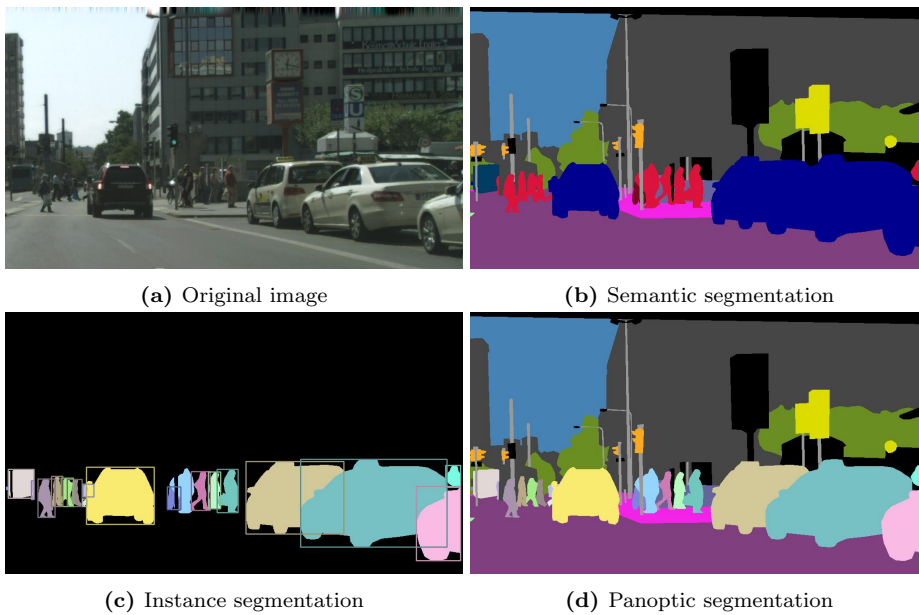 S
U
(a) Original image
(b) Semantic segmentation
(c) Instance segmentation
(d) Panoptic segmentation